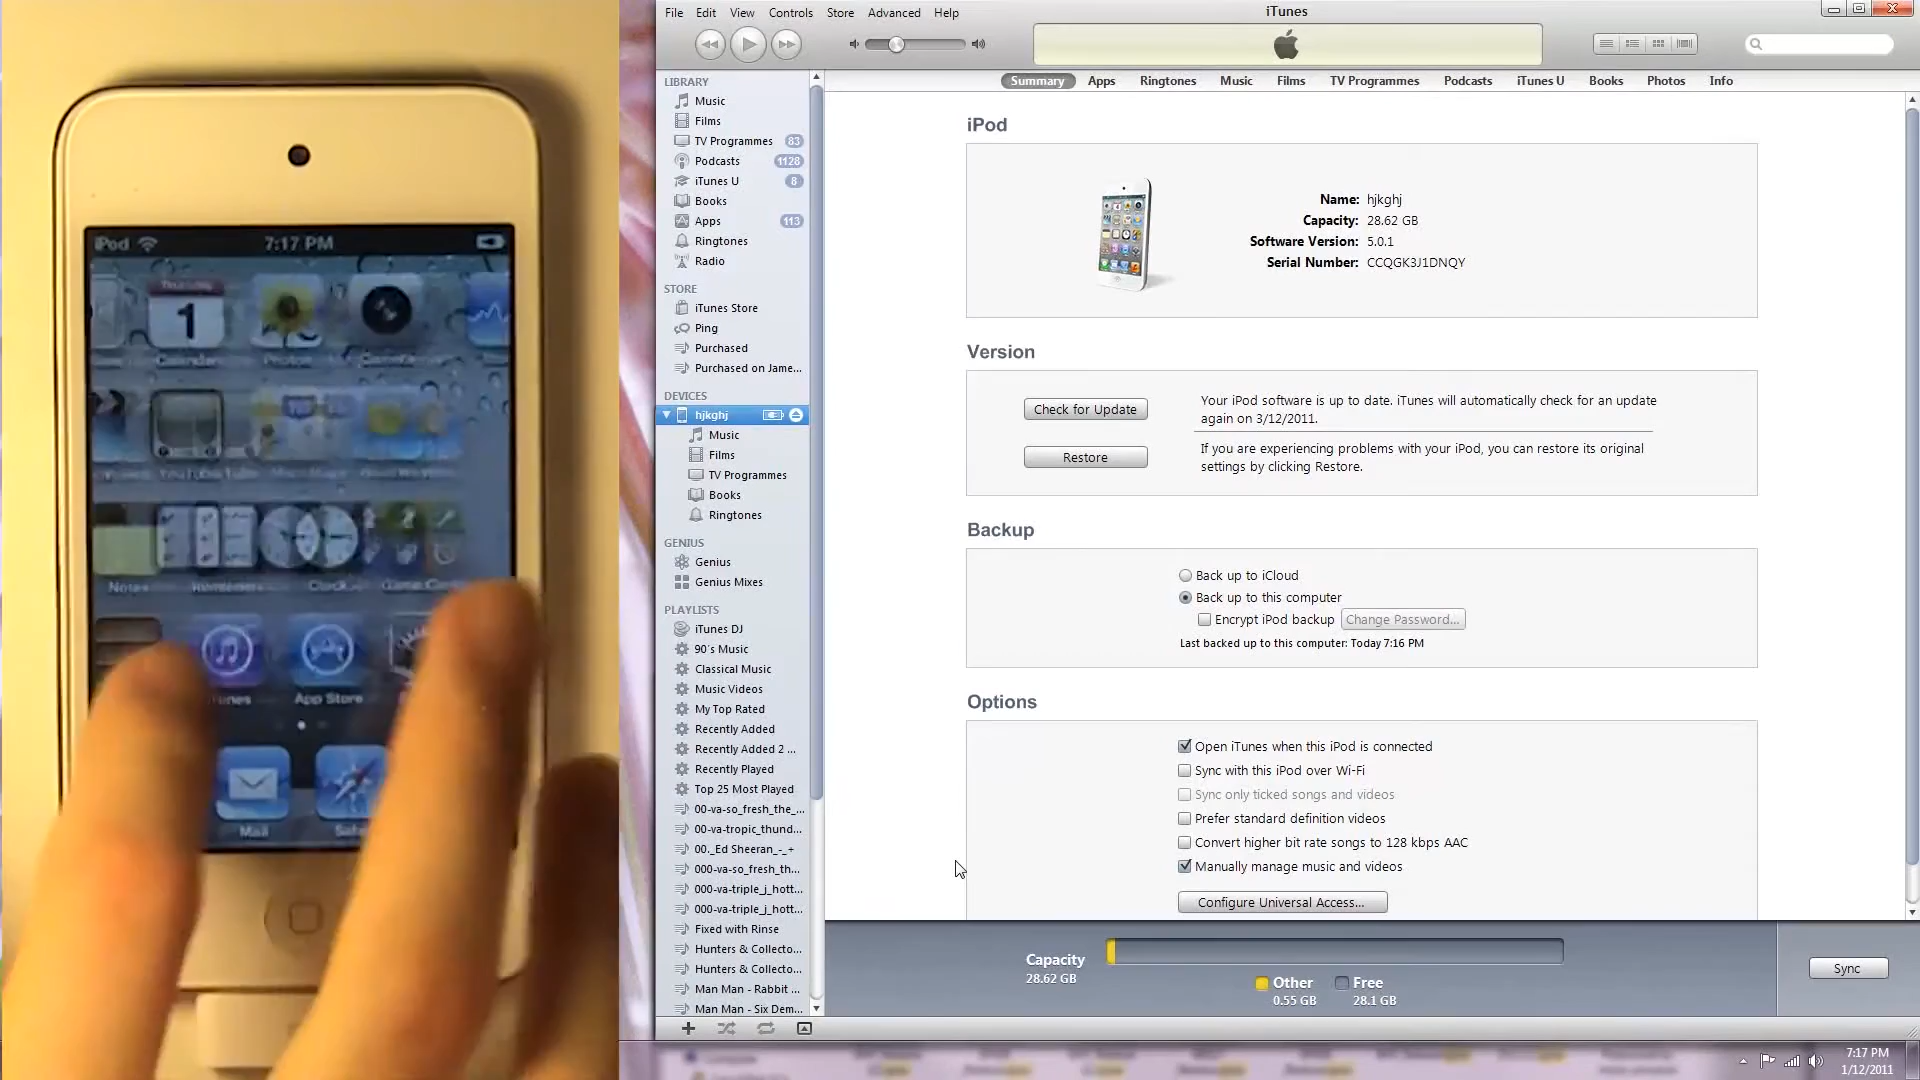 iPod
7:17 PM
Thursday
1
Calendar
Photos
Camera
YouTube
Notes
Reminders
Clock
App Store
Mail
File Edit View Controls Store Advanced Help
iTunes
LIBRARY
Music
Films
TV Programmes 83
Podcasts 1128
iTunes U 8
Books
Apps 113
Ringtones
Radio
STORE
iTunes Store
Ping
Purchased
Purchased on Jame...
DEVICES
hjkghj
Music
Films
TV Programmes
Books
Ringtones
GENIUS
Genius
Genius Mixes
PLAYLISTS
iTunes DJ
90's Music
Classical Music
Music Videos
My Top Rated
Recently Added
Recently Added 2 ...
Recently Played
Top 25 Most Played
00-va-so_fresh_the_...
00-va-tropic_thund...
00._Ed Sheeran_-_+
000-va-so_fresh_th...
000-va-triple_j_hott...
000-va-triple_j_hott...
Fixed with Rinse
Hunters & Collecto...
Hunters & Collecto...
Man Man - Rabbit ...
Man Man - Six Dem...
Summary Apps Ringtones Music Films TV Programmes Podcasts iTunes U Books Photos Info
iPod
Name: hjkghj
Capacity: 28.62 GB
Software Version: 5.0.1
Serial Number: CCQGK3J1DNQY
Version
Check for Update
Your iPod software is up to date. iTunes will automatically check for an update
again on 3/12/2011.
Restore
If you are experiencing problems with your iPod, you can restore its original
settings by clicking Restore.
Backup
Back up to iCloud
Back up to this computer
Encrypt iPod backup Change Password...
Last backed up to this computer: Today 7:16 PM
Options
Open iTunes when this iPod is connected
Sync with this iPod over Wi-Fi
Sync only ticked songs and videos
Prefer standard definition videos
Convert higher bit rate songs to 128 kbps AAC
Manually manage music and videos
Configure Universal Access...
Capacity
28.62 GB
Other
0.55 GB
Free
28.1 GB
Sync
7:17 PM
1/12/2011